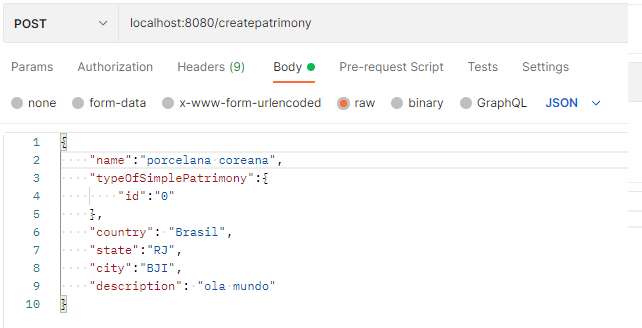 POST localhost:8080/createpatrimony
Params Authorization Headers (9) Body Pre-request Script Tests Settings
none form-data x-www-form-urlencoded raw binary GraphQL JSON
1 {
2 "name":"porcelana coreana",
3 "typeOfSimplePatrimony":{
4 "id":"0"
5 },
6 "country": "Brasil",
7 "state":"RJ",
8 "city":"BJI",
9 "description": "ola mundo"
10 }